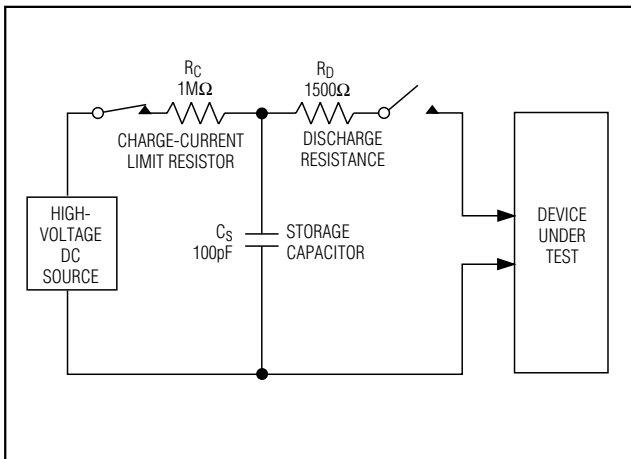 R_C
1MΩ
R_D
1500Ω
CHARGE-CURRENT
LIMIT RESISTOR
DISCHARGE
RESISTANCE
HIGH-
VOLTAGE
DC
SOURCE
C_S
100pF
STORAGE
CAPACITOR
DEVICE
UNDER
TEST